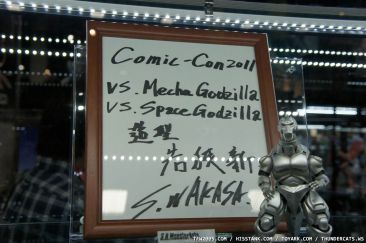 Comic-Con 2011
VS. Mecha Godzilla
VS. Space Godzilla
造型
若狭新
S. WAKASA.
S.H.MonsterArts
TFW2005.COM / HISSTANK.COM / TOYARK.COM / THUNDERCATS.WS